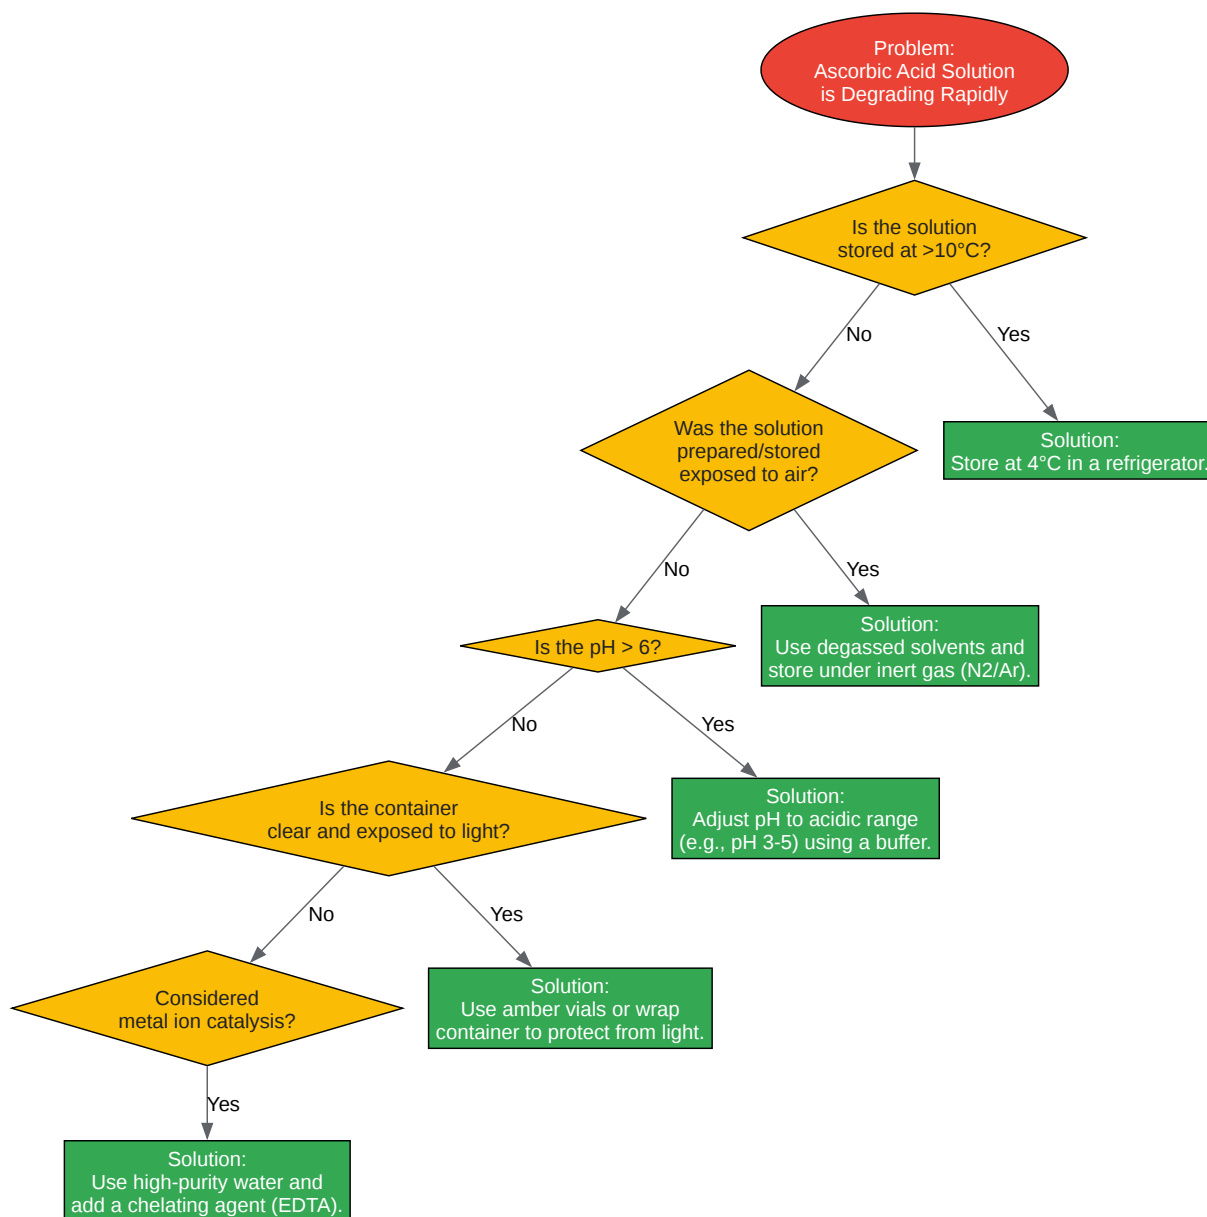 Problem:
Ascorbic Acid Solution
is Degrading Rapidly
Is the solution
stored at >10°C?
No
Yes
Was the solution
prepared/stored
exposed to air?
Solution:
Store at 4°C in a refrigerator.
No
Yes
Is the pH > 6?
Solution:
Use degassed solvents and
store under inert gas (N2/Ar).
No
Yes
Is the container
clear and exposed to light?
Solution:
Adjust pH to acidic range
(e.g., pH 3-5) using a buffer.
No
Yes
Considered
metal ion catalysis?
Solution:
Use amber vials or wrap
container to protect from light.
Yes
Solution:
Use high-purity water and
add a chelating agent (EDTA).